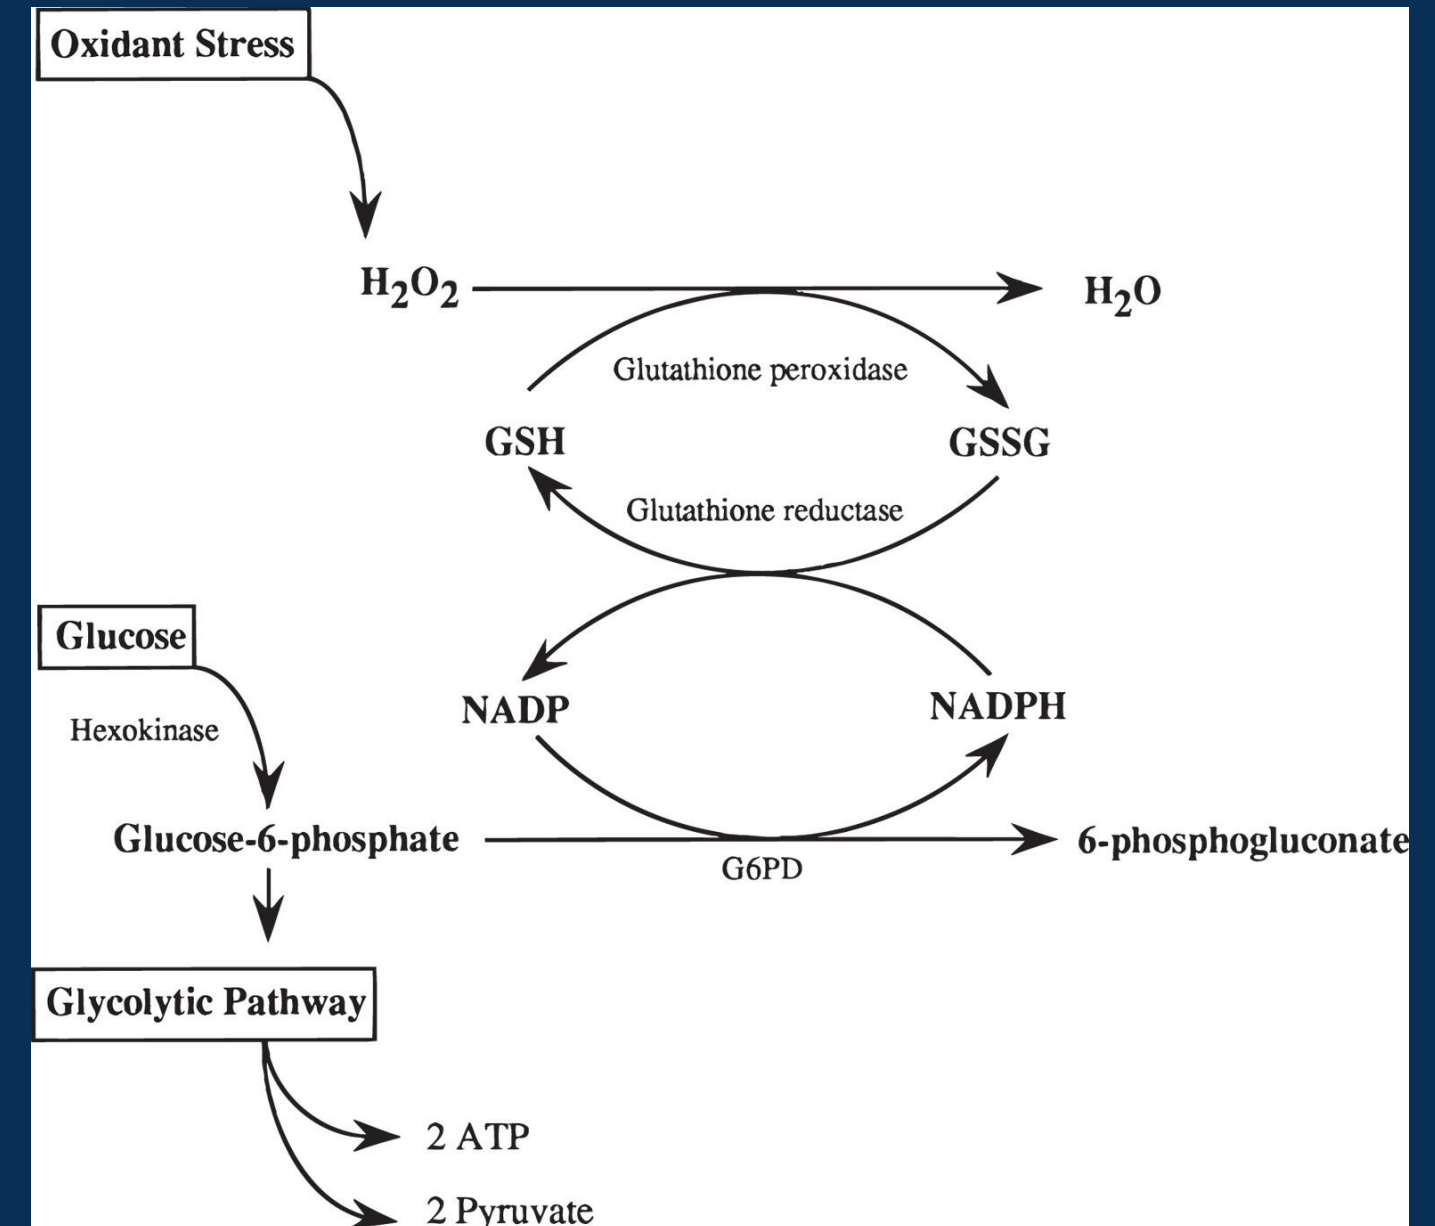 Oxidant Stress
H₂O₂
H₂O
Glutathione peroxidase
GSH
GSSG
Glutathione reductase
Glucose
NADP
NADPH
Hexokinase
Glucose-6-phosphate
6-phosphogluconate
G6PD
Glycolytic Pathway
2 ATP
2 Pyruvate